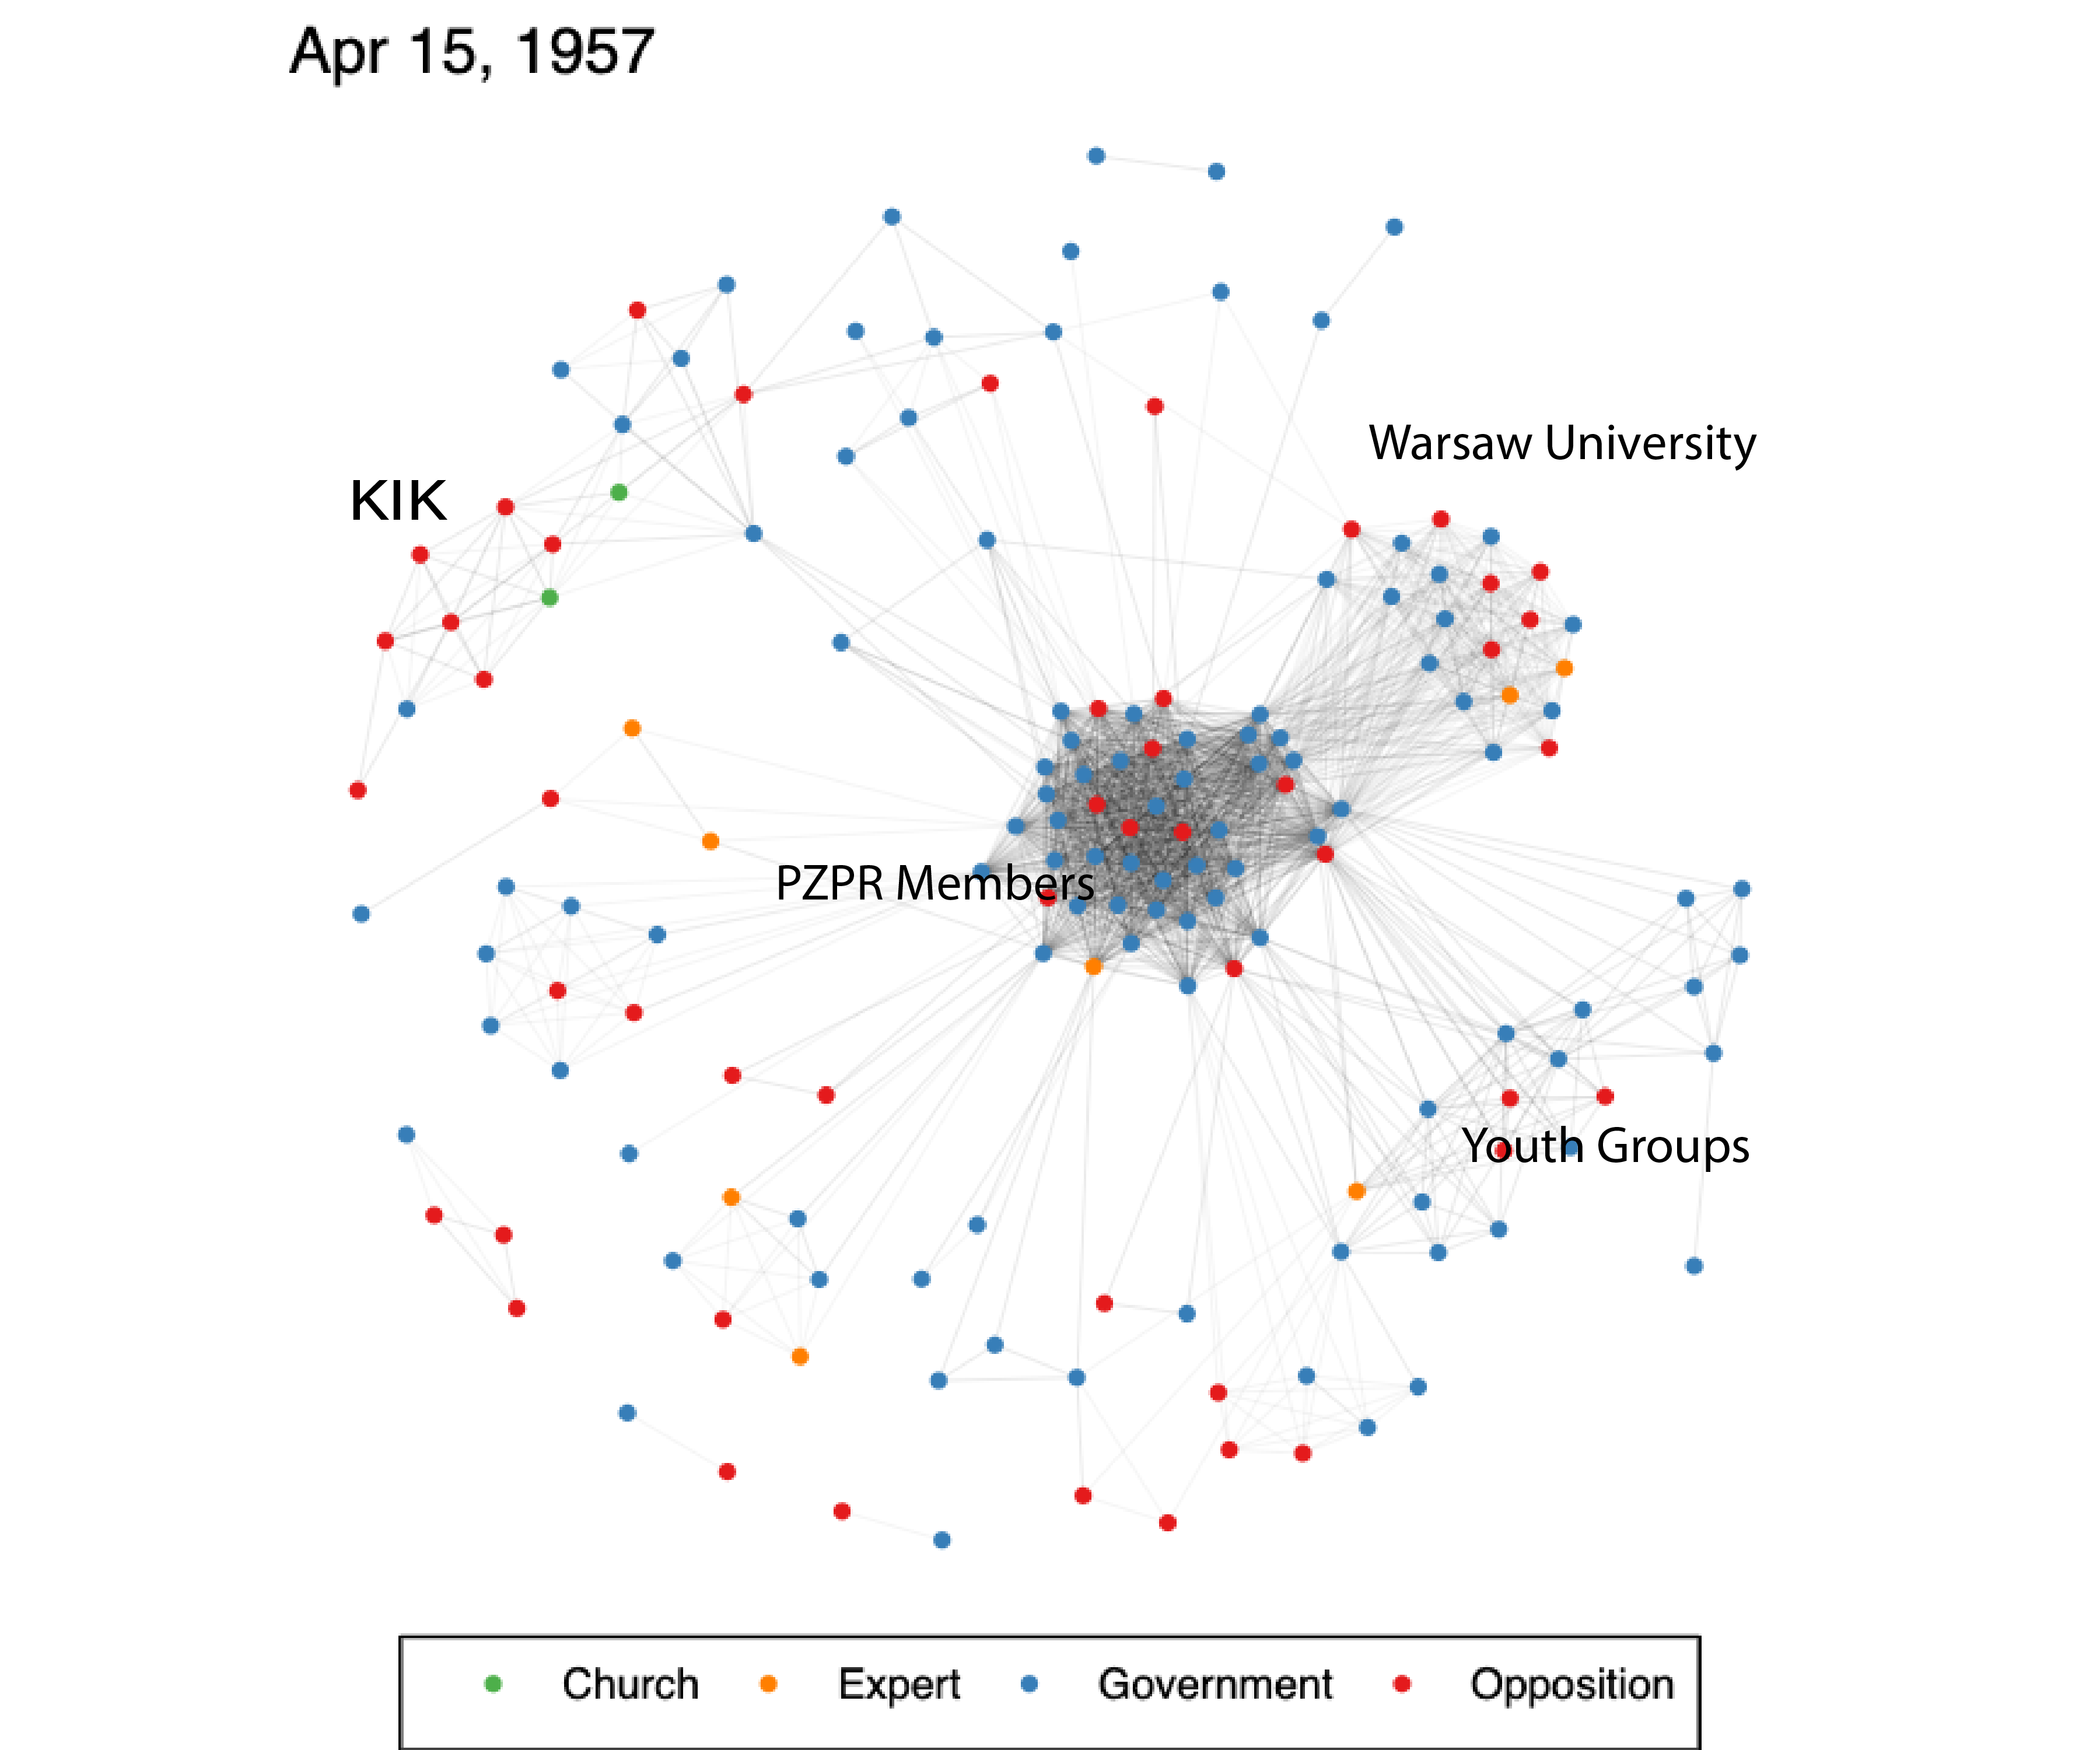 Apr 15, 1957
Warsaw University
KIK
PZPR Members
Youth Groups
Church Expert Government Opposition